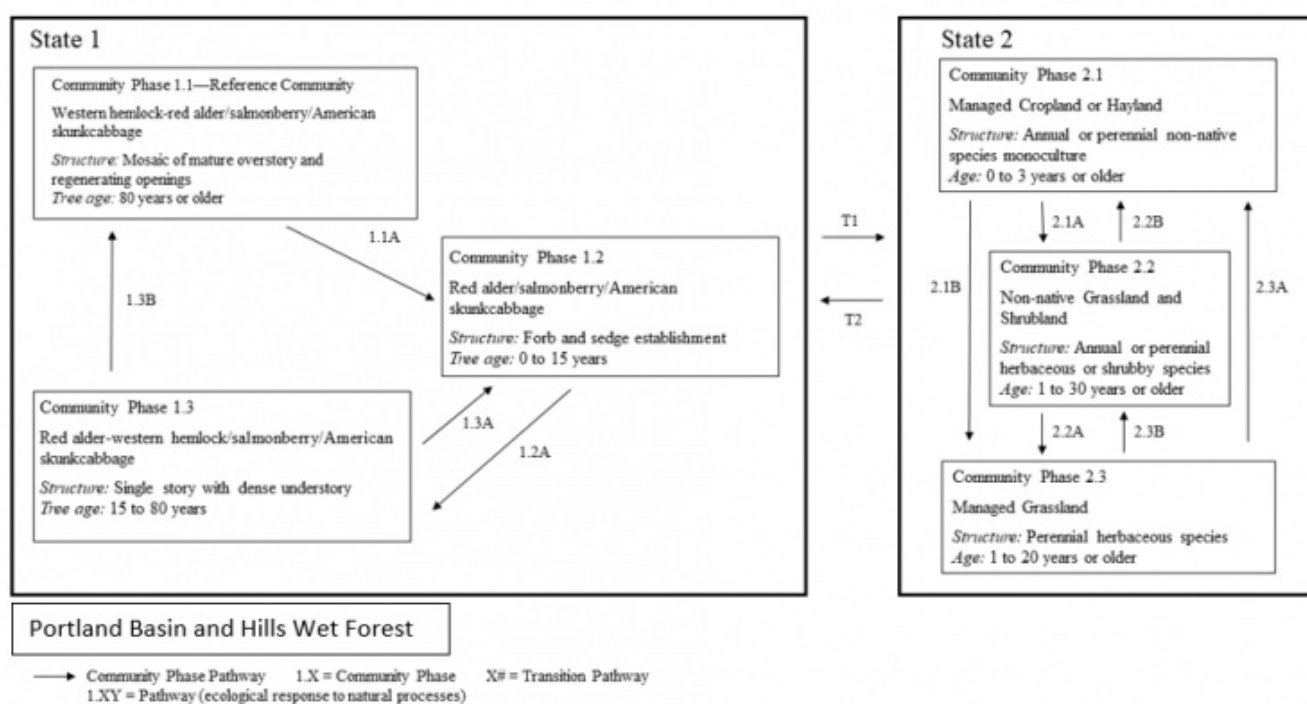 State 1
Community Phase 1.1—Reference Community
Western hemlock-red alder/salmonberry/American
skunkcabbage
Structure: Mosaic of mature overstory and
regenerating openings
Tree age: 80 years or older
1.1A
1.3B
Community Phase 1.2
Red alder/salmonberry/American
skunkcabbage
Structure: Forb and sedge establishment
Tree age: 0 to 15 years
Community Phase 1.3
Red alder-western hemlock/salmonberry/American
skunkcabbage
Structure: Single story with dense understory
Tree age: 15 to 80 years
1.3A
1.2A
T1
T2
State 2
Community Phase 2.1
Managed Cropland or Hayland
Structure: Annual or perennial non-native
species monoculture
Age: 0 to 3 years or older
2.1A
2.2B
2.1B
2.3A
Community Phase 2.2
Non-native Grassland and
Shrubland
Structure: Annual or perennial
herbaceous or shrubby species
Age: 1 to 30 years or older
2.2A
2.3B
Community Phase 2.3
Managed Grassland
Structure: Perennial herbaceous species
Age: 1 to 20 years or older
Portland Basin and Hills Wet Forest
Community Phase Pathway 1.X = Community Phase X# = Transition Pathway
1.XY = Pathway (ecological response to natural processes)